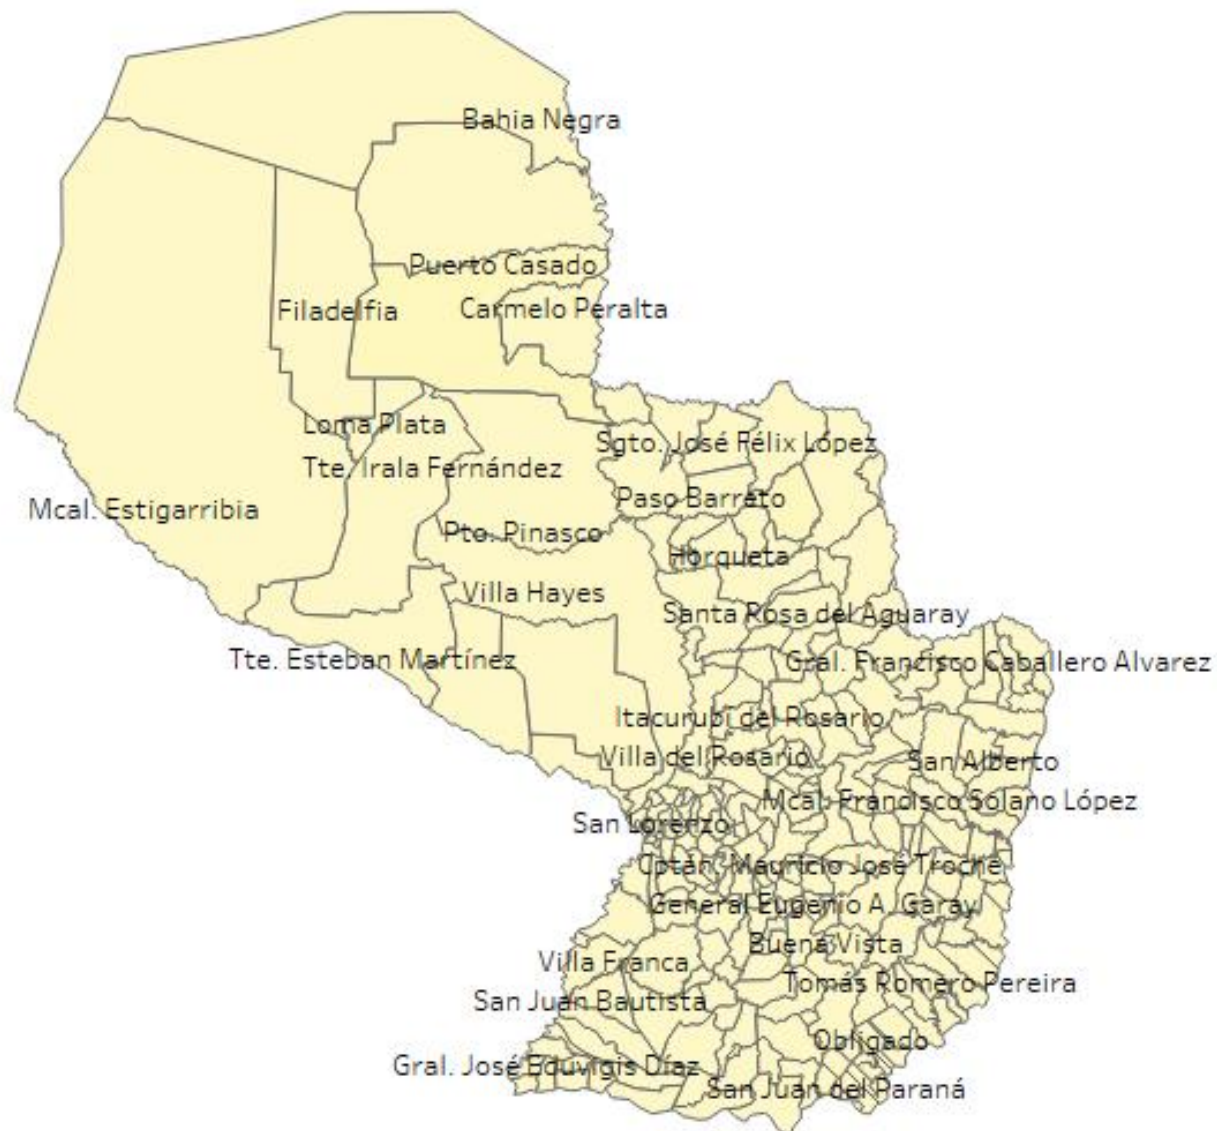 Bahia Negra
Puerto Casado
Filadelfia
Carmelo Peralta
Loma Plata
Sgto. José Félix López
Tte. Irala Fernández
Paso Barreto
Mcal. Estigarribia
Pto. Pinasco
Horqueta
Villa Hayes
Santa Rosa del Aguaray
Tte. Esteban Martínez
Gral. Francisco Caballero Alvarez
Itacurubí del Rosario
Villa del Rosario
San Alberto
Mcal. Francisco Solano López
San Lorenzo
Cptán. Mauricio José Troche
General Eugenio A. Garay
Buena Vista
Villa Franca
Tomás Romero Pereira
San Juan Bautista
Obligado
Gral. José Eduvigis Díaz
San Juan del Paraná